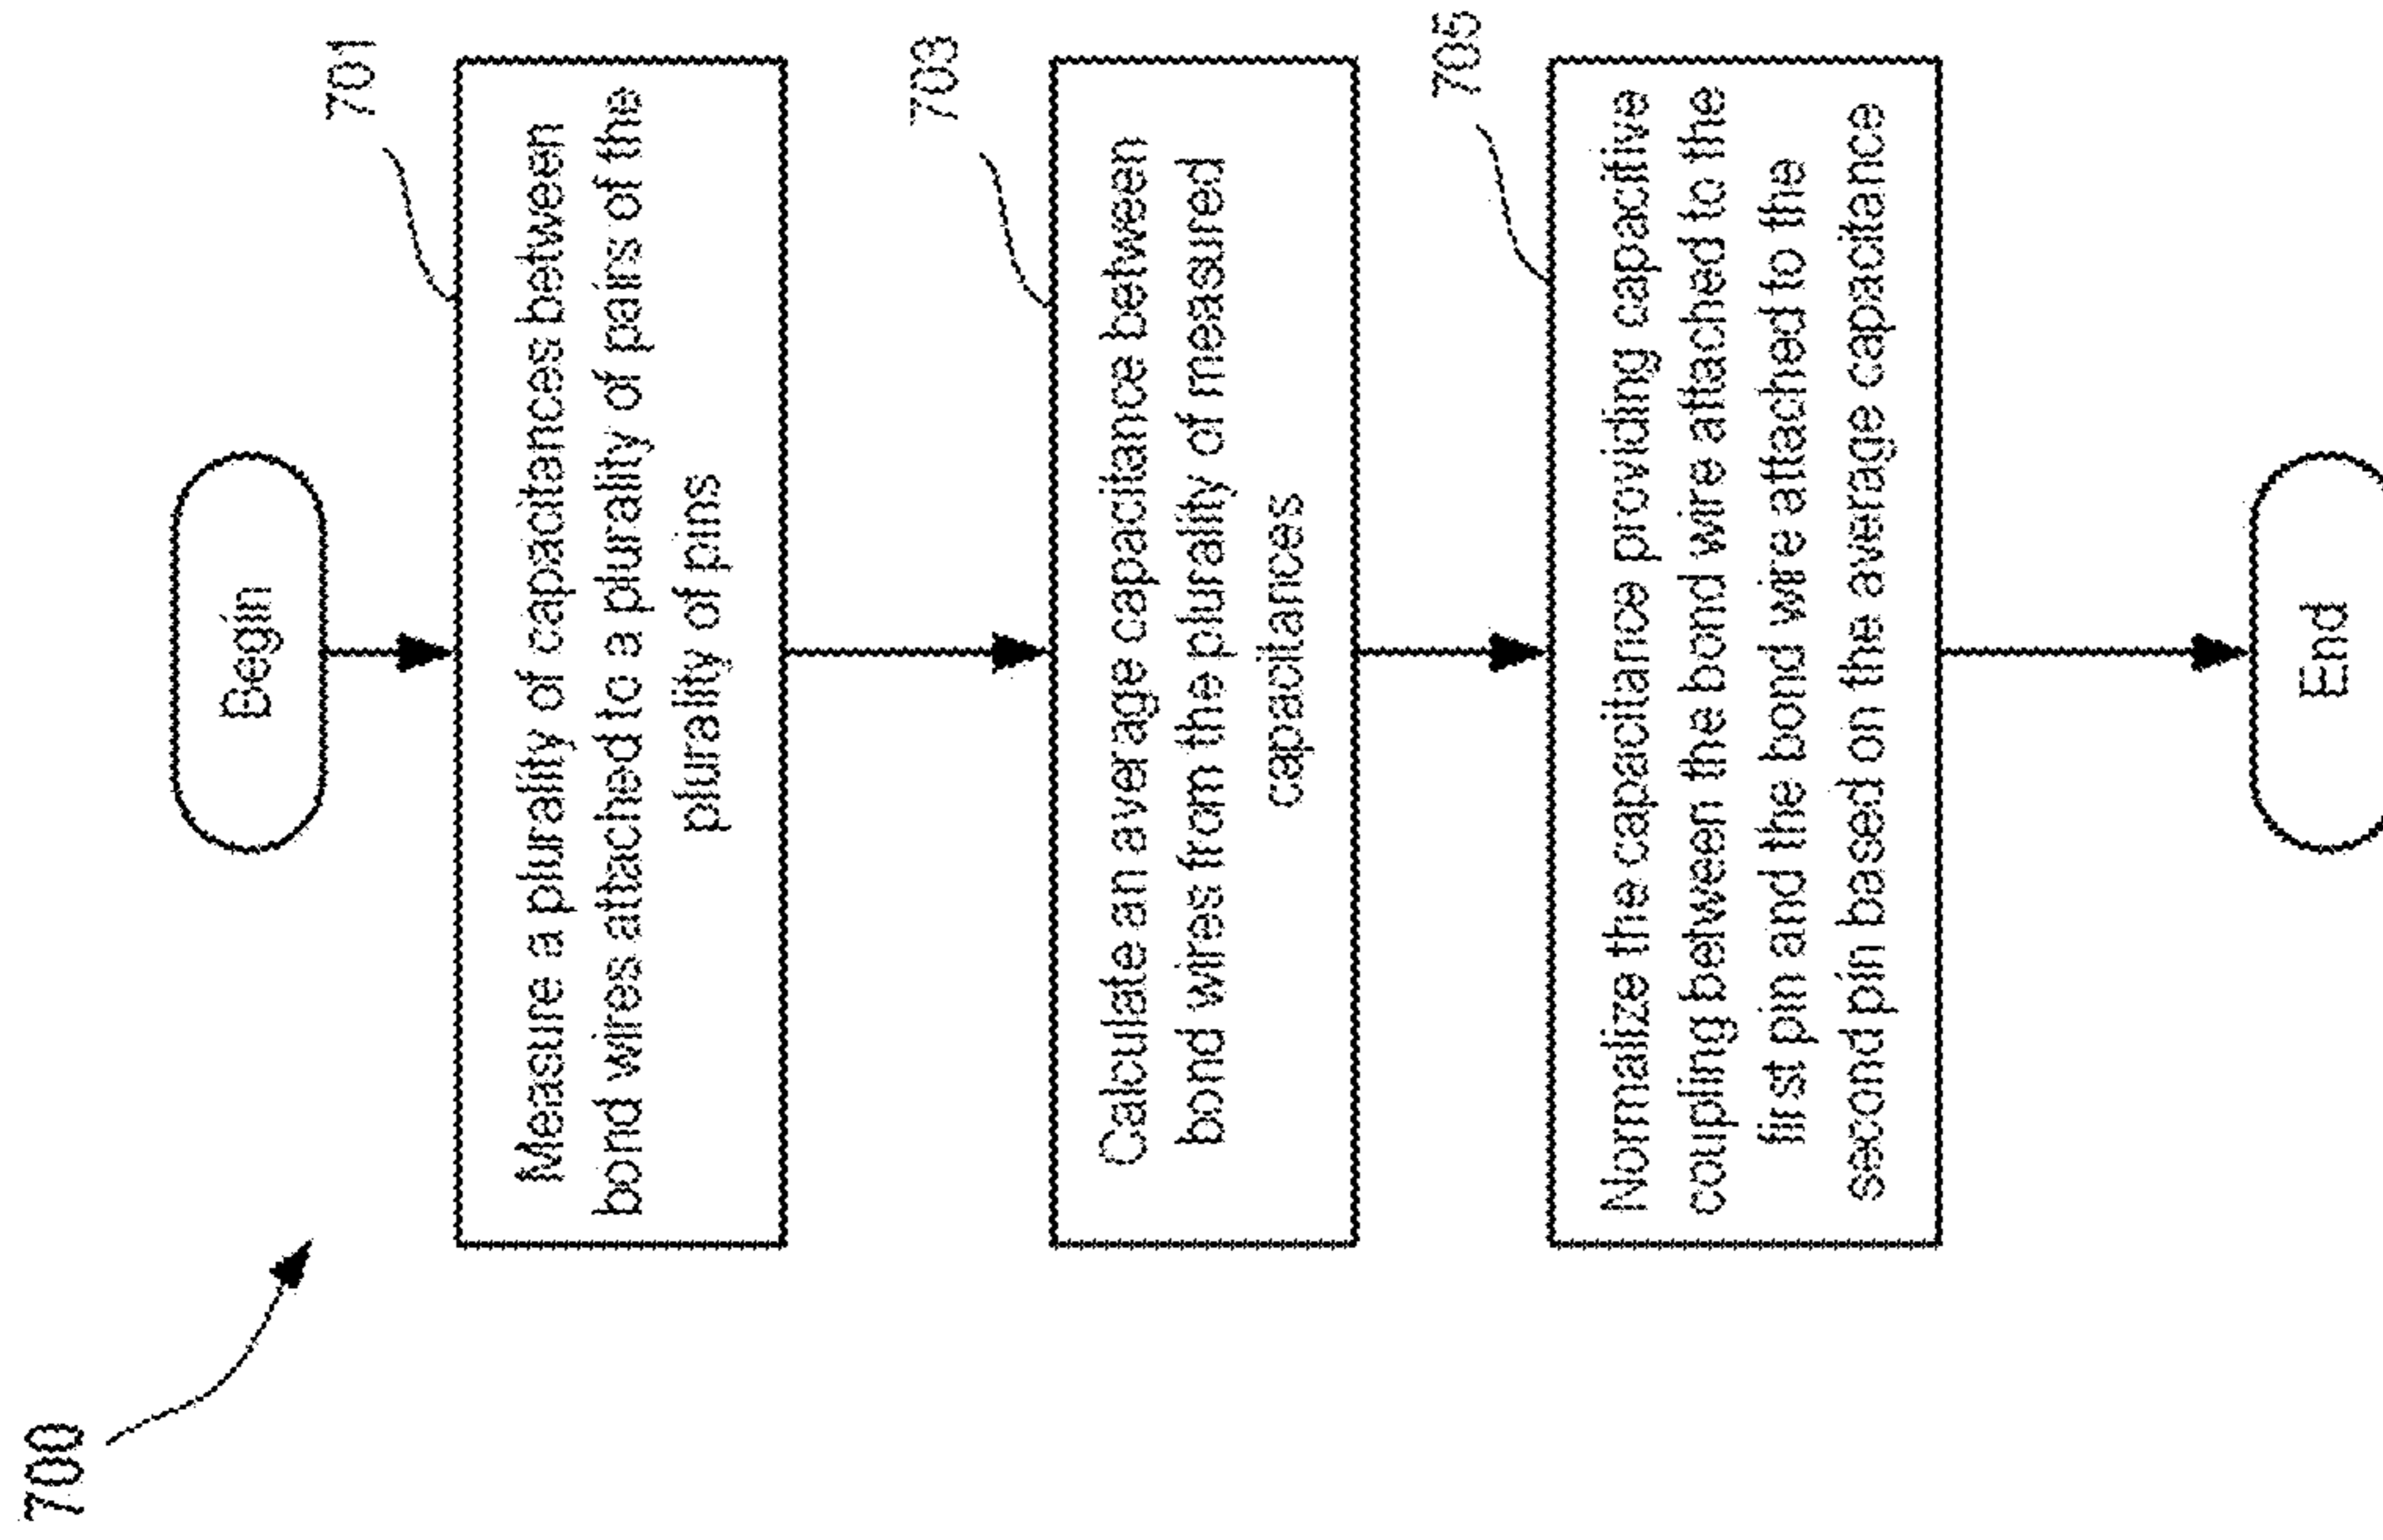 700
Begin
701
Measure a plurality of capacitances between
bond wires attached to a plurality of pairs of the
plurality of pins
703
Calculate an average capacitance between
bond wires from the plurality of measured
capacitances
705
Normalize the capacitance providing capacitive
coupling between the bond wire attached to the
first pin and the bond wire attached to the
second pin based on the average capacitance
End